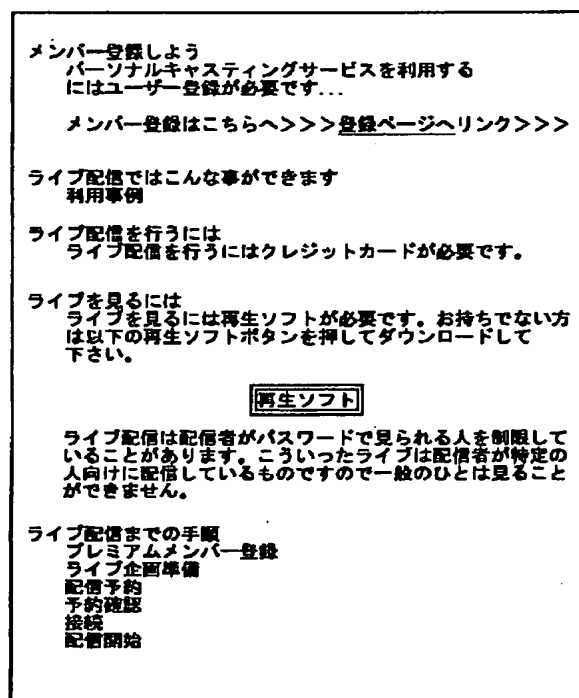 メンバー登録しよう
パーソナルキャスティングサービスを利用する
にはユーザー登録が必要です...
メンバー登録はこちらへ>>>登録ページへリンク>>>
ライブ配信ではこんな事ができます
利用事例
ライブ配信を行うには
ライブ配信を行うにはクレジットカードが必要です。
ライブを見るには
ライブを見るには再生ソフトが必要です。お持ちでない方
は以下の再生ソフトボタンを押してダウンロードして
下さい。
再生ソフト
ライブ配信は配信者がパスワードで見られる人を制限して
いることがあります。こういったライブは配信者が特定の
人向けに配信しているものですので一般のひとは見ること
ができません。
ライブ配信までの手順
プレミアムメンバー登録
ライブ企画準備
配信予約
予約確認
接続
配信開始